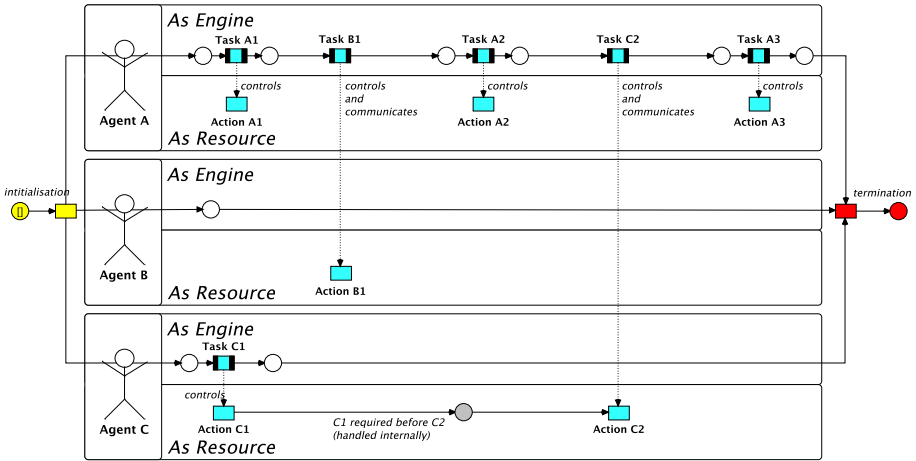 As Engine
Task A1
Task B1
Task A2
Task C2
Task A3
controls
controls
and
communicates
controls
controls
and
communicates
controls
Agent A
Action A1
Action A2
Action A3
As Resource
As Engine
intitialisation
termination
[]
Agent B
Action B1
As Resource
As Engine
Task C1
controls
C1 required before C2
(handled internally)
Agent C
Action C1
Action C2
As Resource